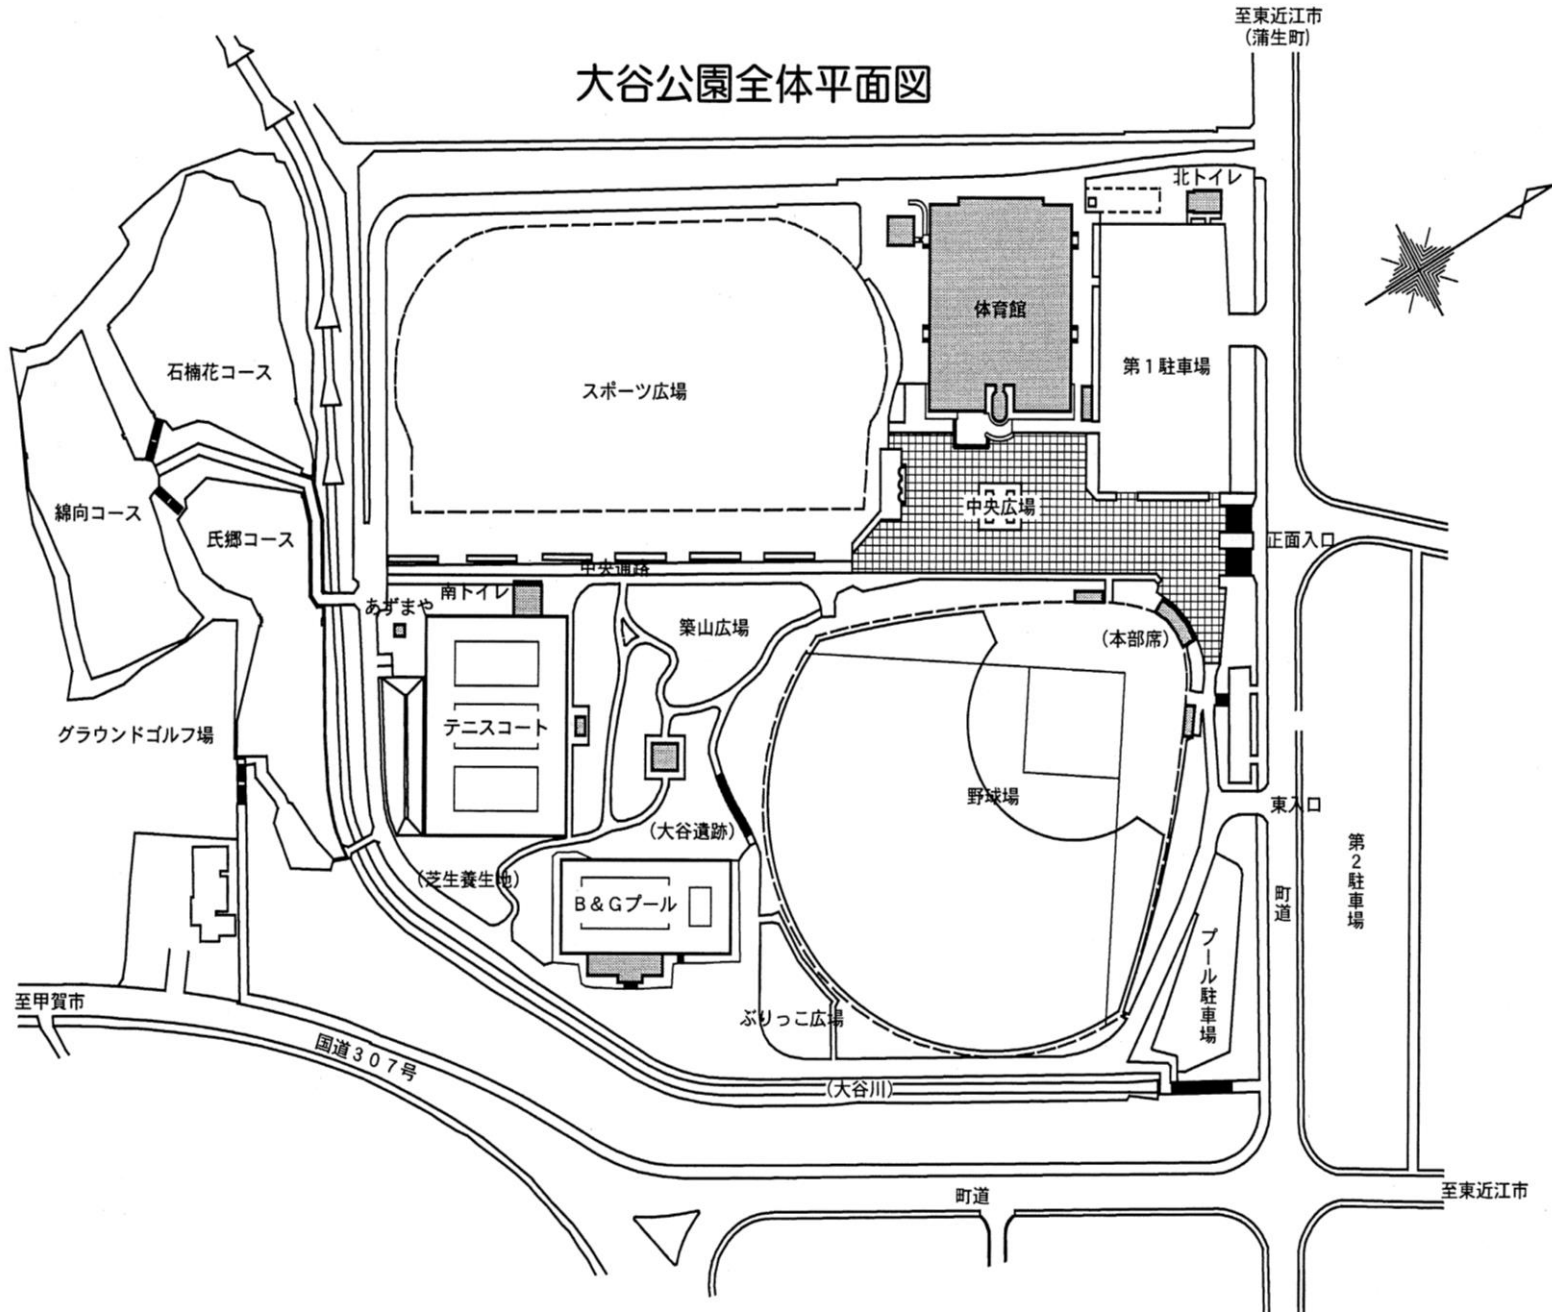 至東近江市
(蒲生町)
大谷公園全体平面図
北トイレ
体育館
第1駐車場
石楠花コース
スポーツ広場
綿向コース
氏郷コース
中央広場
正面入口
中央通路
南トイレ
あずまや
築山広場
(本部席)
グラウンドゴルフ場
テニスコート
野球場
東入口
(大谷遺跡)
第2駐車場
(芝生養生地)
B&Gプール
町道
プール駐車場
至甲賀市
ぶりっこ広場
国道307号
(大谷川)
町道
至東近江市